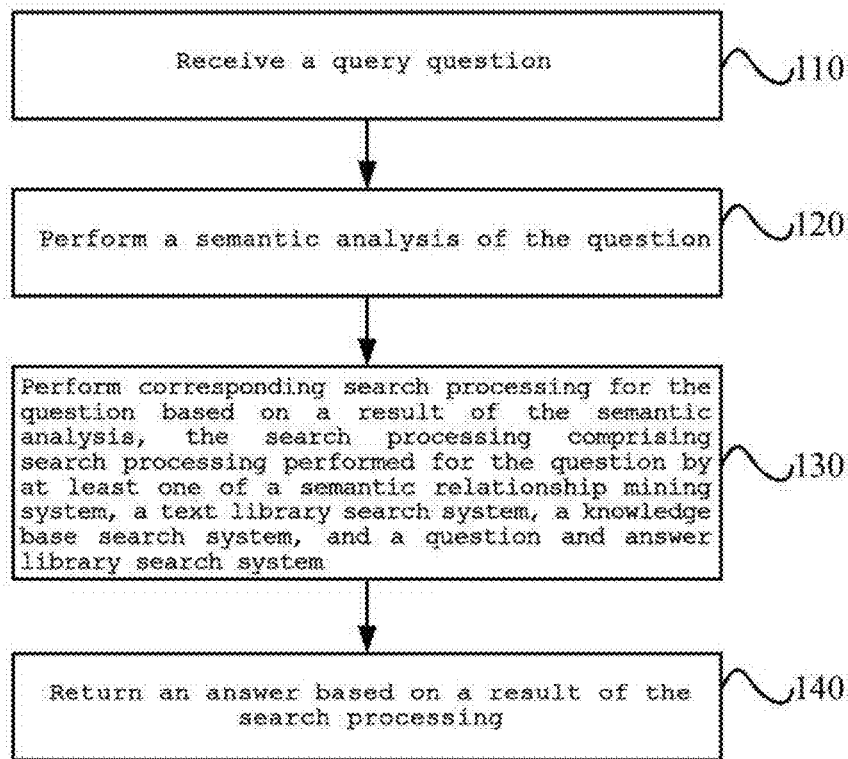 Receive a query question
110
Perform a semantic analysis of the question
120
Perform corresponding search processing for the
question based on a result of the semantic
analysis, the search processing comprising
search processing performed for the question by
at least one of a semantic relationship mining
system, a text library search system, a knowledge
base search system, and a question and answer
library search system
130
Return an answer based on a result of the
search processing
140